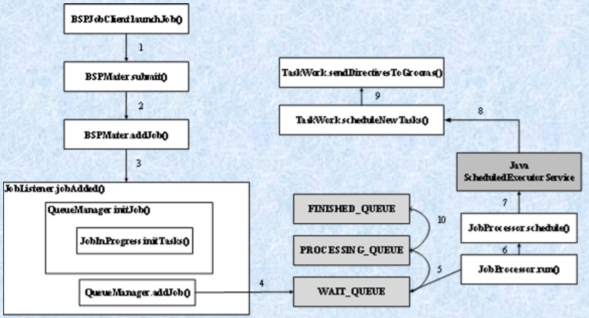 BSPJobClient.launchJob()
1
BSPMater.submit()
2
BSPMater.addJob()
3
JobListener.jobAdded()
QueueManager.initJob()
JobInProgress.initTasks()
QueueManager.addJob()
4
TaskWork.sendDirectivesToGrooms()
9
TaskWork.scheduleNewTasks()
8
Java
ScheduledExecutor Service
7
FINISHED_QUEUE
10
JobProcessor.schedule()
PROCESSING_QUEUE
6
5
JobProcessor.run()
WAIT_QUEUE